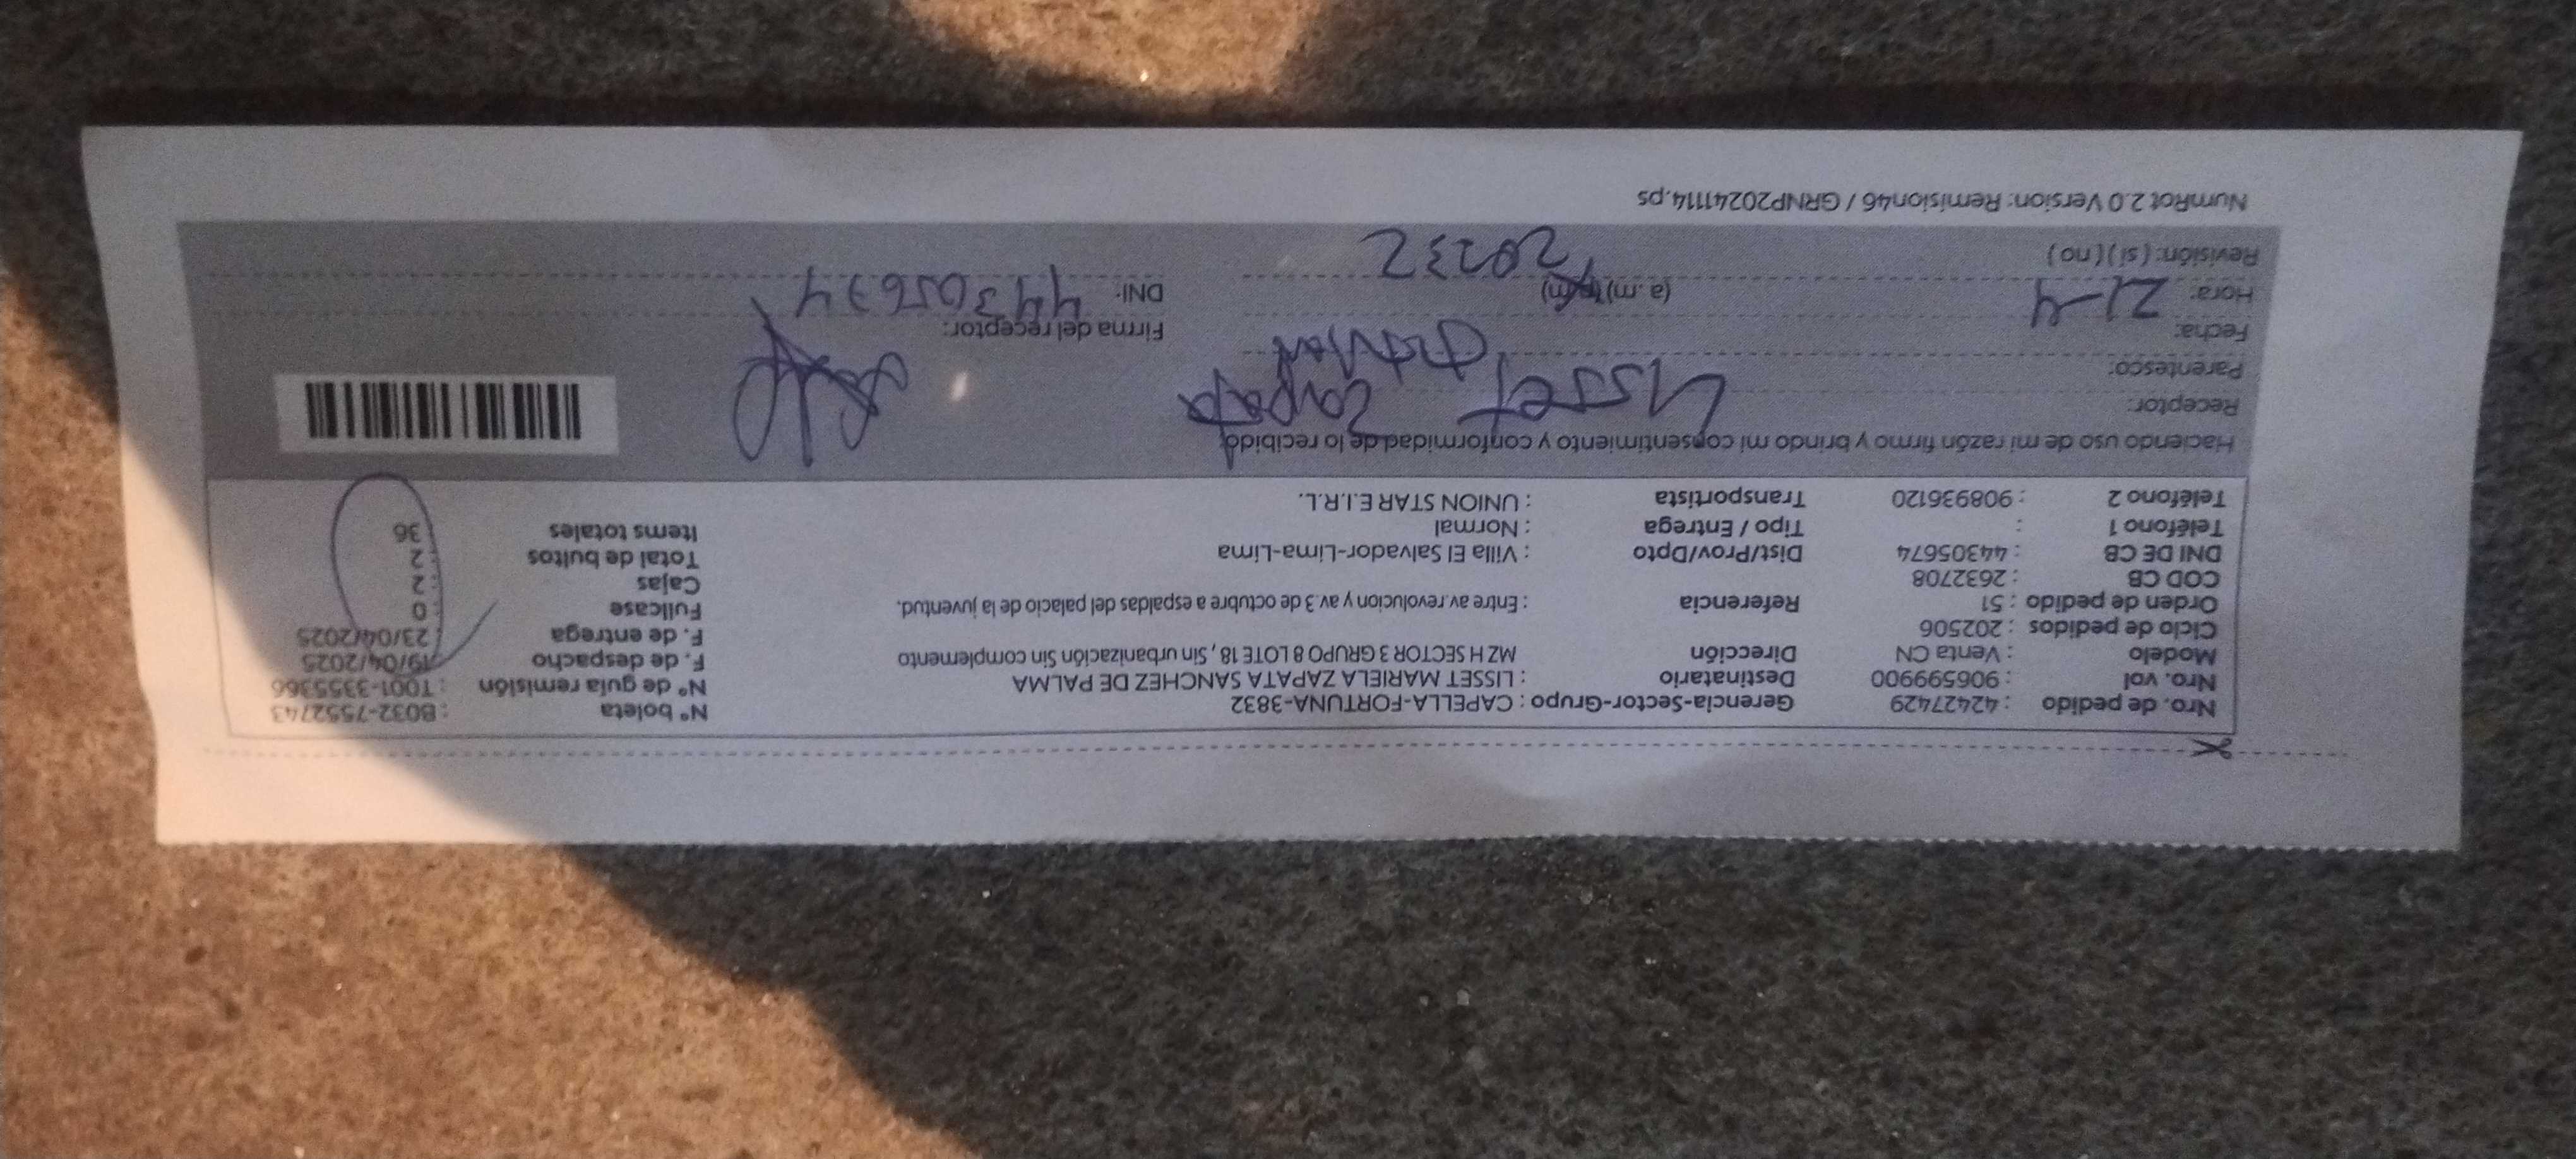 Nro. de pedido : 42427429 Gerencia-Sector-Grupo : CAPELLA-FORTUNA-3832 Nº boleta : B032-7552743
Nro. vol : 906599900 Destinatario : LISSET MARIELA ZAPATA SANCHEZ DE PALMA Nº de guía remisión : T001-3355366
Modelo : Venta CN Dirección MZ H SECTOR 3 GRUPO 8 LOTE 18 , Sin urbanización Sin complemento F. de despacho 19/04/2025
Ciclo de pedidos : 202506 F. de entrega : 23/04/2025
Orden de pedido : 51 Referencia : Entre av.revolucion y av.3 de octubre a espaldas del palacio de la juventud. Fullcase 0
COD CB : 2632708 Cajas : 2
DNI DE CB : 44305674 Dist/Prov/Dpto : Villa El Salvador-Lima-Lima Total de bultos : 2
Teléfono 1 : Tipo / Entrega : Normal Items totales : 36
Teléfono 2 : 908936120 Transportista : UNION STAR E.I.R.L.
Haciendo uso de mi razón firmo y brindo mi consentimiento y conformidad de lo recibido
Receptor: Lisset Zapata
Parentesco: titular
Fecha: 21-4 Firma del receptor:
Hora: (a.m) (p.m) 20232 DNI: 44305674
Revisión: ( si ) ( no )
NumRot 2.0 Version: Remision46 / GRNP20241114.ps